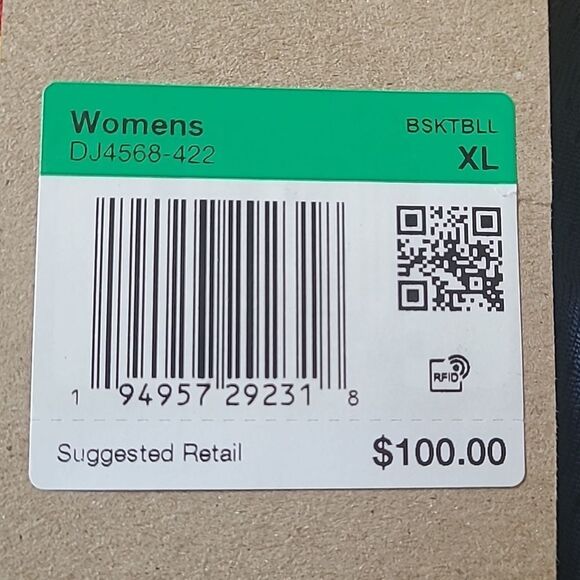 Womens BSKTBLL
DJ4568-422 XL
RFID
1 94957 29231 8
Suggested Retail $100.00